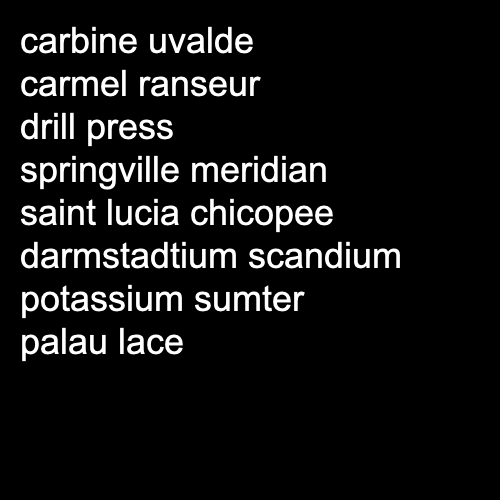 carbine uvalde
carmel ranseur
drill press
springville meridian
saint lucia chicopee
darmstadtium scandium
potassium sumter
palau lace